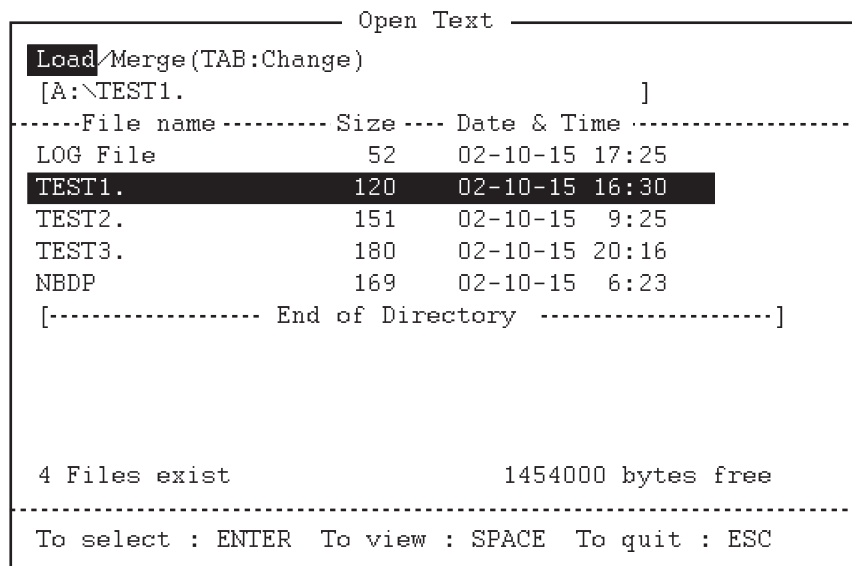 Open Text
Load/Merge(TAB:Change)
[A:\TEST1. ]
File name Size Date & Time
LOG File 52 02-10-15 17:25
TEST1. 120 02-10-15 16:30
TEST2. 151 02-10-15 9:25
TEST3. 180 02-10-15 20:16
NBDP 169 02-10-15 6:23
[------------------- End of Directory ----------------------]
4 Files exist 1454000 bytes free
To select : ENTER To view : SPACE To quit : ESC